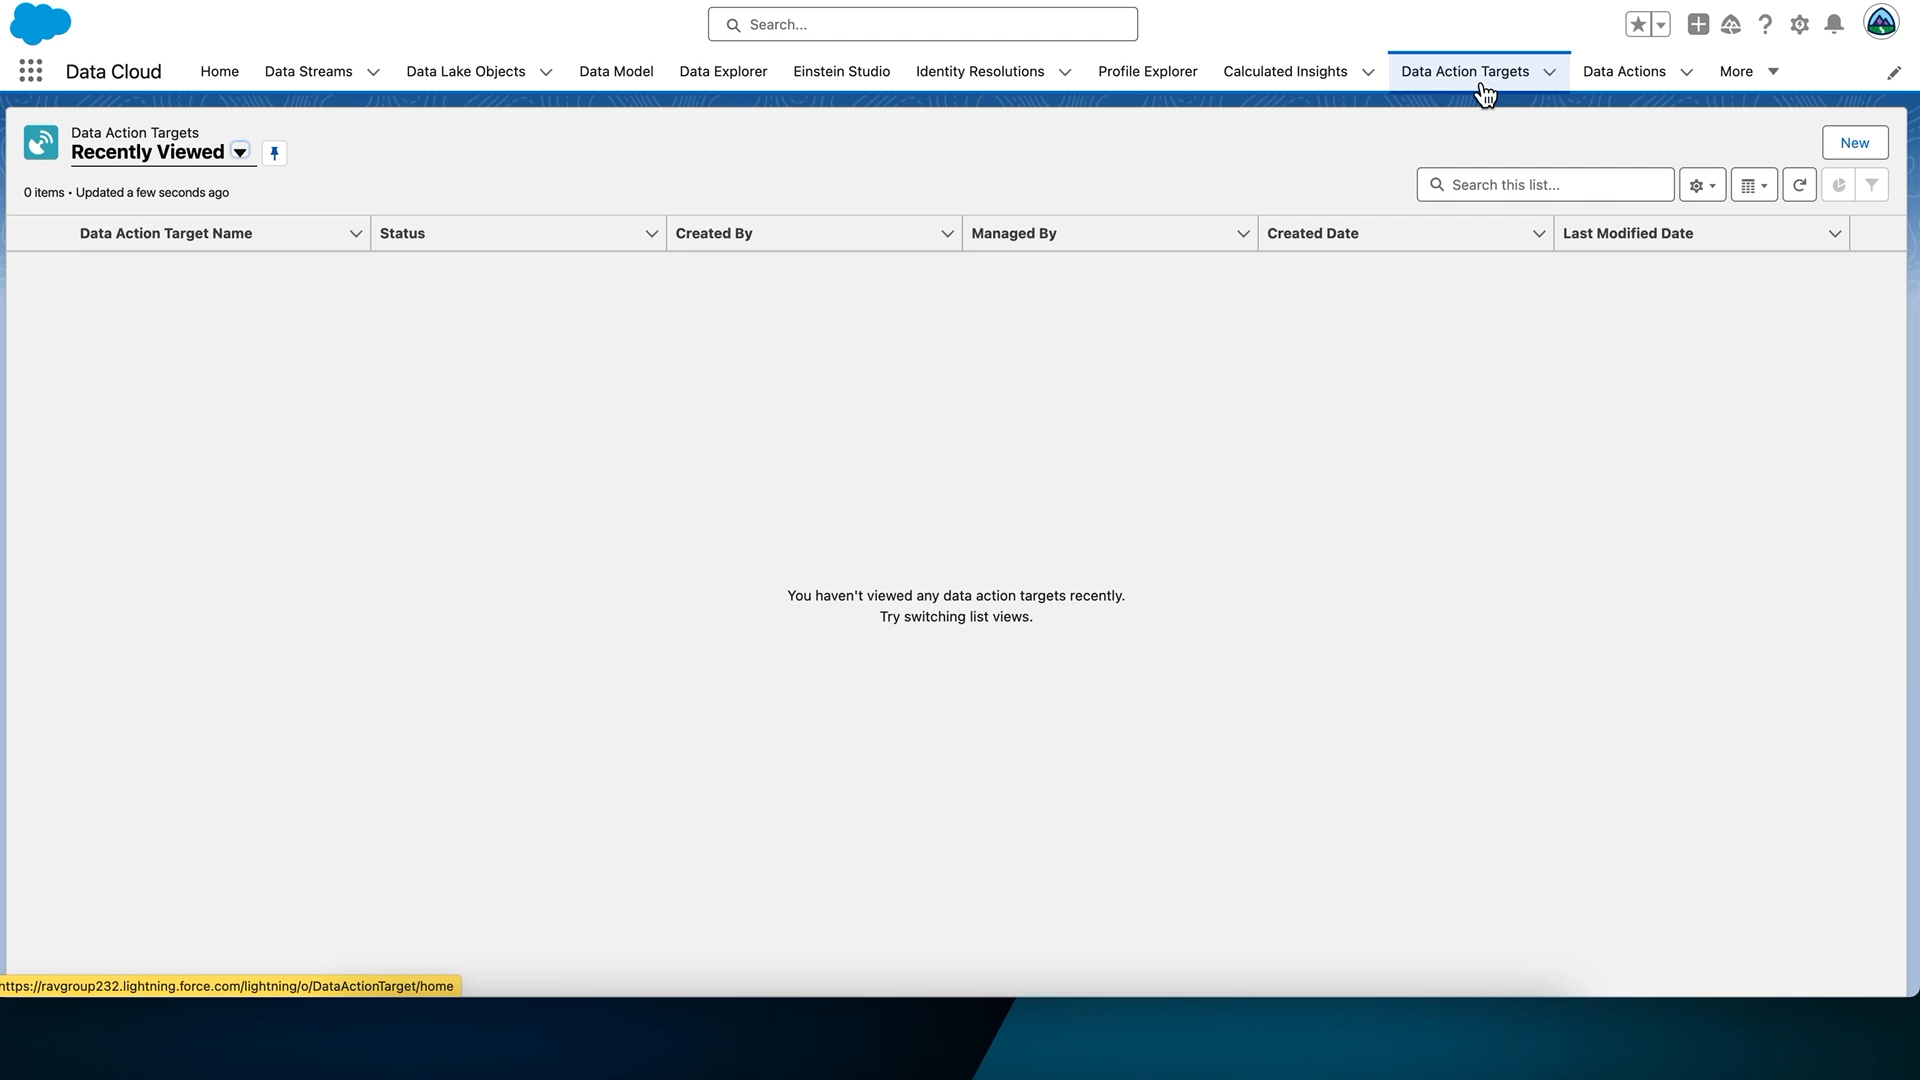 Search...
Data Cloud
Home
Data Streams
Data Lake Objects
Data Model
Data Explorer
Einstein Studio
Identity Resolutions
Profile Explorer
Calculated Insights
Data Action Targets
Data Actions
More
Data Action Targets
Recently Viewed
New
0 items • Updated a few seconds ago
Search this list...
Data Action Target Name
Status
Created By
Managed By
Created Date
Last Modified Date
You haven't viewed any data action targets recently.
Try switching list views.
https://ravgroup232.lightning.force.com/lightning/o/DataActionTarget/home